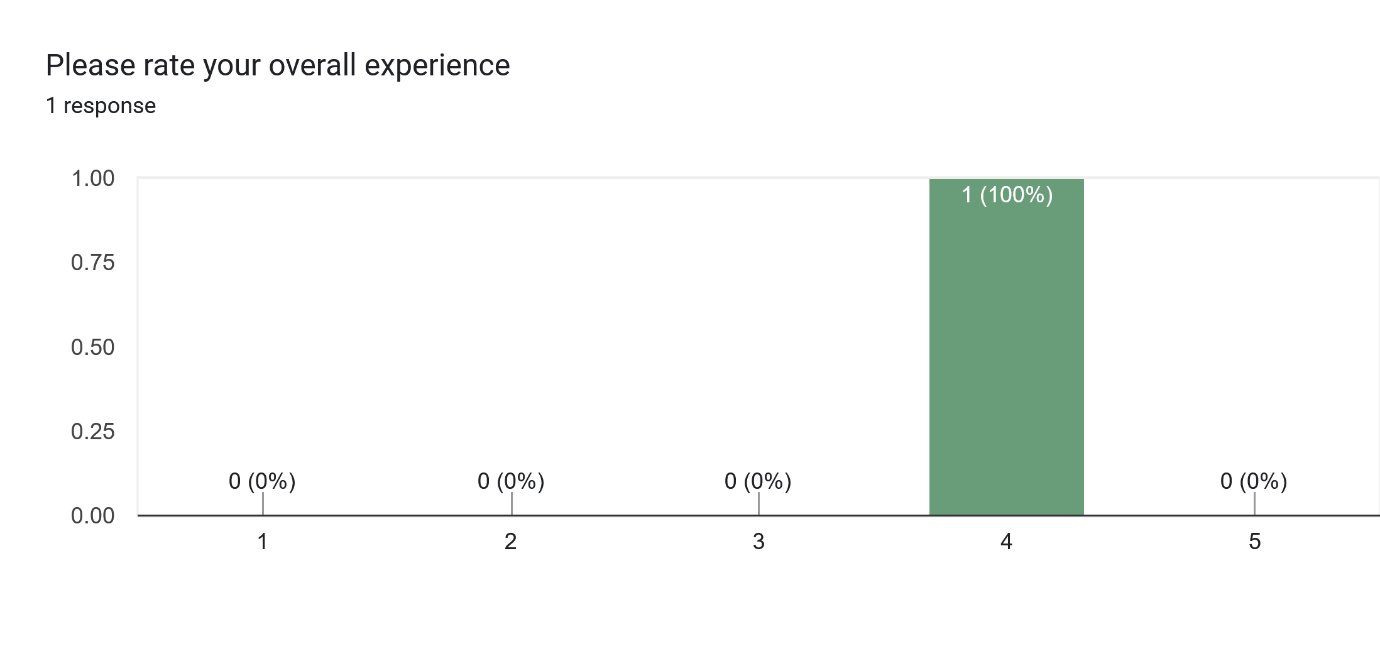 Please rate your overall experience
1 response
1.00
1 (100%)
0.75
0.50
0.25
0 (0%) 0 (0%) 0 (0%) 0 (0%)
0.00
1 2 3 4 5